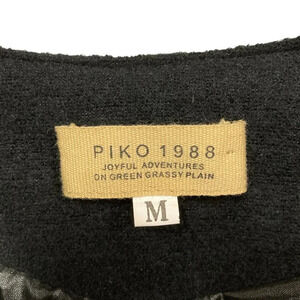 PIKO 1988
JOYFUL ADVENTURES
ON GREEN GRASSY PLAIN
M